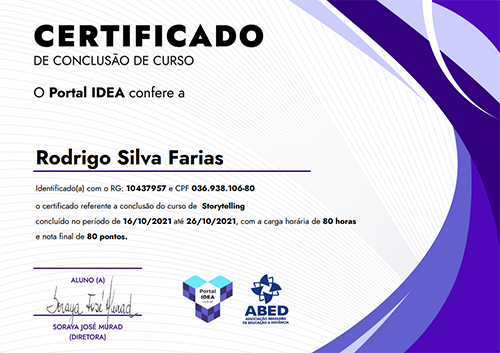 CERTIFICADO
DE CONCLUSÃO DE CURSO
O Portal IDEA confere a
Rodrigo Silva Farias
Identificado(a) com o RG: 10437957 e CPF 036.938.106-80
o certificado referente a conclusão do curso de Storytelling
concluído no período de 16/10/2021 até 26/10/2021, com a carga horária de 80 horas
e nota final de 80 pontos.
ALUNO (A)
Soraya José Murad
SORAYA JOSÉ MURAD
(DIRETORA)
Portal
IDEA
ABED
ASSOCIAÇÃO BRASILEIRA
DE EDUCAÇÃO A DISTÂNCIA